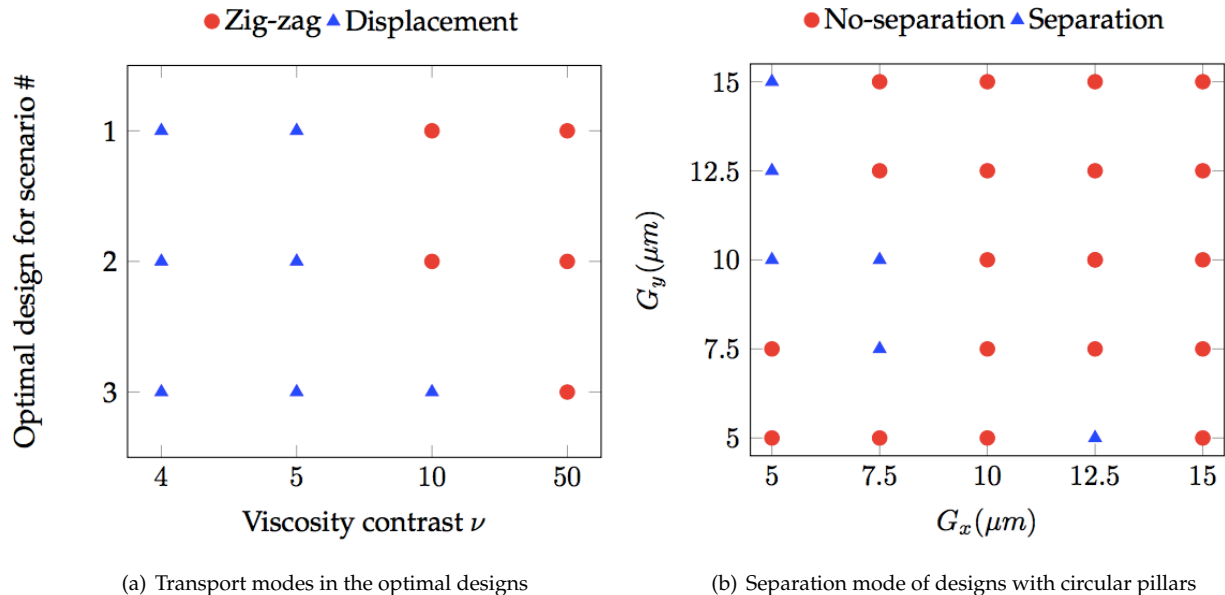 Zig-zag Displacement
Optimal design for scenario #
1
2
3
4 5 10 50
Viscosity contrast ν
(a) Transport modes in the optimal designs
No-separation Separation
G_y(μm)
15
12.5
10
7.5
5
5 7.5 10 12.5 15
G_x(μm)
(b) Separation mode of designs with circular pillars